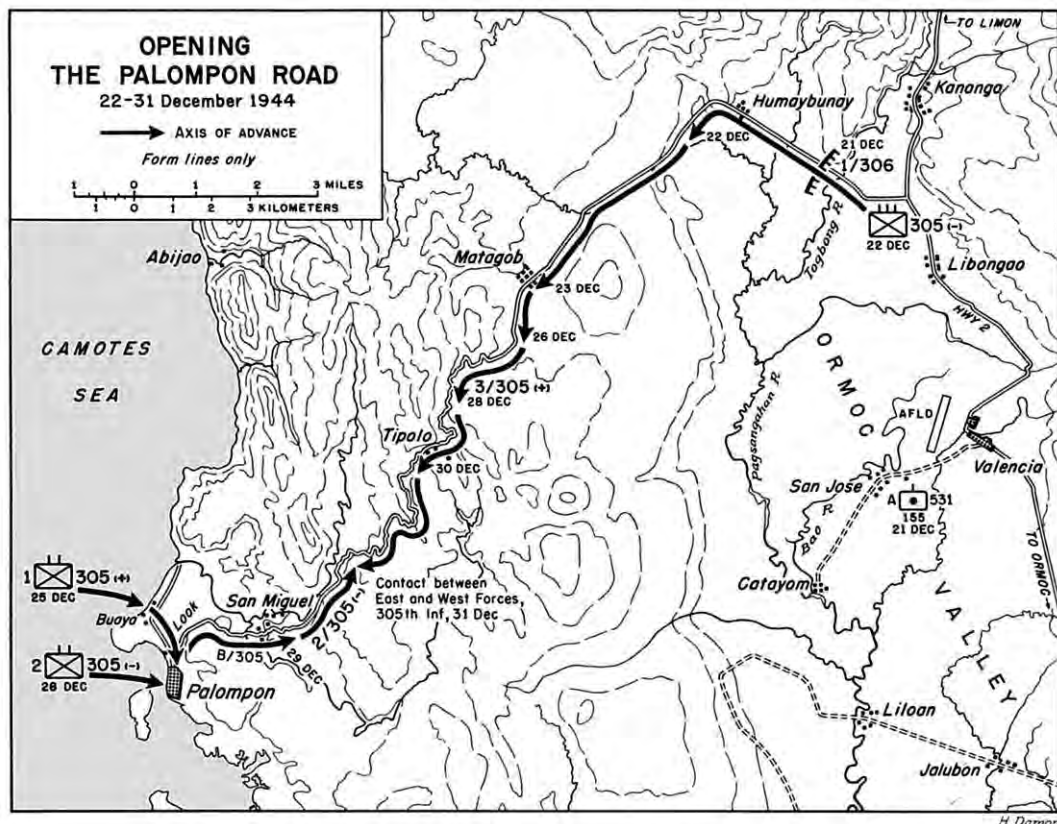 OPENING
THE PALOMPON ROAD
22-31 December 1944
AXIS OF ADVANCE
Form lines only
1 0 1 2 3 MILES
1 0 1 2 3 KILOMETERS
TO LIMON
Kananga
Humaybunay
22 DEC
21 DEC
1/306
E
E
Togbong R
305 (-)
22 DEC
Libongao
HWY 2
Abijao
Matagob
23 DEC
26 DEC
CAMOTES
SEA
3/305 (+)
28 DEC
ORMOC
VALLEY
AFLD
Pagsangahan R
Tipolo
30 DEC
Valencia
San Jose
A 531
155
21 DEC
Bao R
TO ORMOC
Catayom
Contact between
East and West Forces,
305th Inf, 31 Dec
1 305 (+)
25 DEC
Buaya
Look
San Miguel
2/305 (-)
B/305
29 DEC
2 305 (-)
28 DEC
Palompon
Liloan
Jalubon
H. Damon